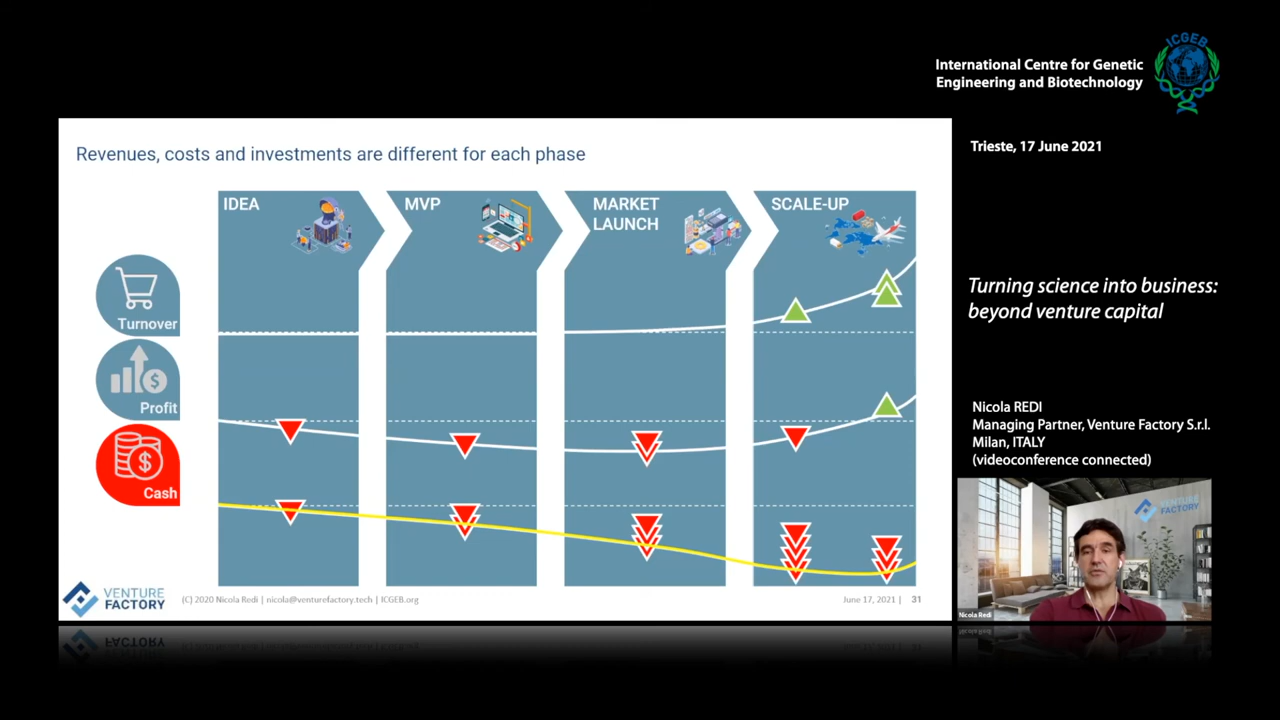 International Centre for Genetic
Engineering and Biotechnology
ICGEB
Trieste, 17 June 2021
Revenues, costs and investments are different for each phase
IDEA
MVP
MARKET
LAUNCH
SCALE-UP
Turnover
Profit
Cash
VENTURE
FACTORY
(C) 2020 Nicola Redi | nicola@venturefactory.tech | ICGEB.org
June 17, 2021 | 31
Turning science into business:
beyond venture capital
Nicola REDI
Managing Partner, Venture Factory S.r.l.
Milan, ITALY
(videoconference connected)
VENTURE
FACTORY
Nicola Redi